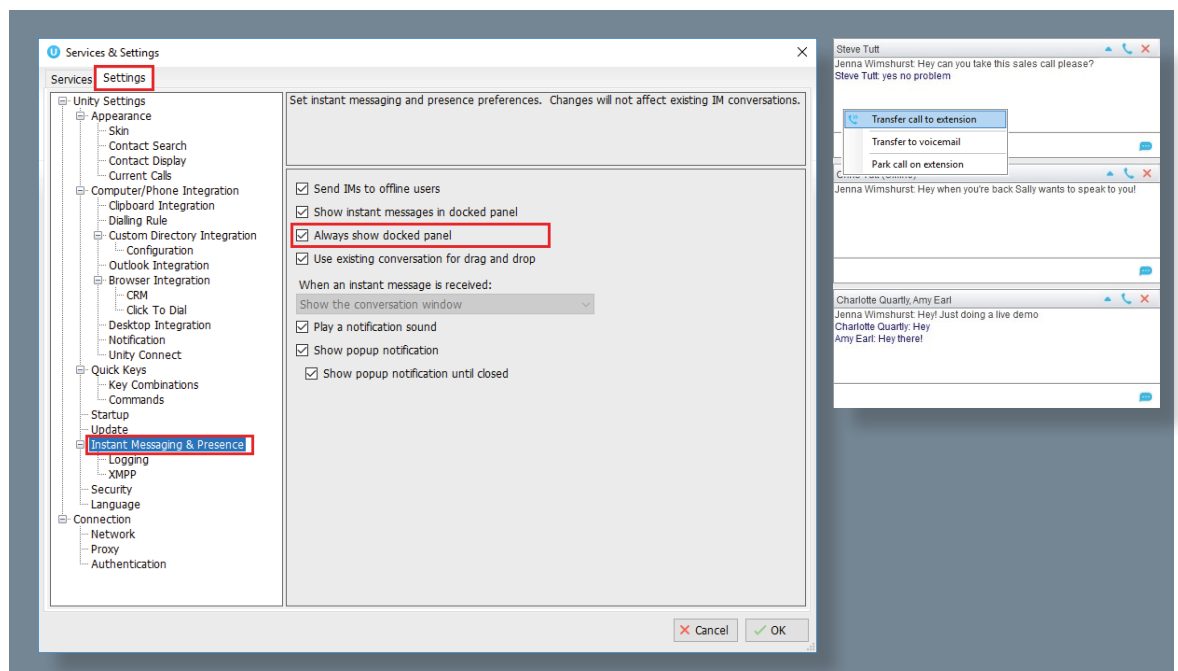 Services & Settings
Services
Settings
Unity Settings
Appearance
Skin
Contact Search
Contact Display
Current Calls
Computer/Phone Integration
Clipboard Integration
Dialling Rule
Custom Directory Integration
Configuration
Outlook Integration
Browser Integration
CRM
Click To Dial
Desktop Integration
Notification
Unity Connect
Quick Keys
Key Combinations
Commands
Startup
Update
Instant Messaging & Presence
Logging
XMPP
Security
Language
Connection
Network
Proxy
Authentication
Set instant messaging and presence preferences. Changes will not affect existing IM conversations.
Send IMs to offline users
Show instant messages in docked panel
Always show docked panel
Use existing conversation for drag and drop
When an instant message is received:
Show the conversation window
Play a notification sound
Show popup notification
Show popup notification until closed
Cancel
OK
Steve Tutt
Jenna Wimshurst: Hey can you take this sales call please?
Steve Tutt: yes no problem
Transfer call to extension
Transfer to voicemail
Park call on extension
Jenna Wimshurst: Hey when you're back Sally wants to speak to you!
Charlotte Quartly, Amy Earl
Jenna Wimshurst: Hey! Just doing a live demo
Charlotte Quartly: Hey
Amy Earl: Hey there!